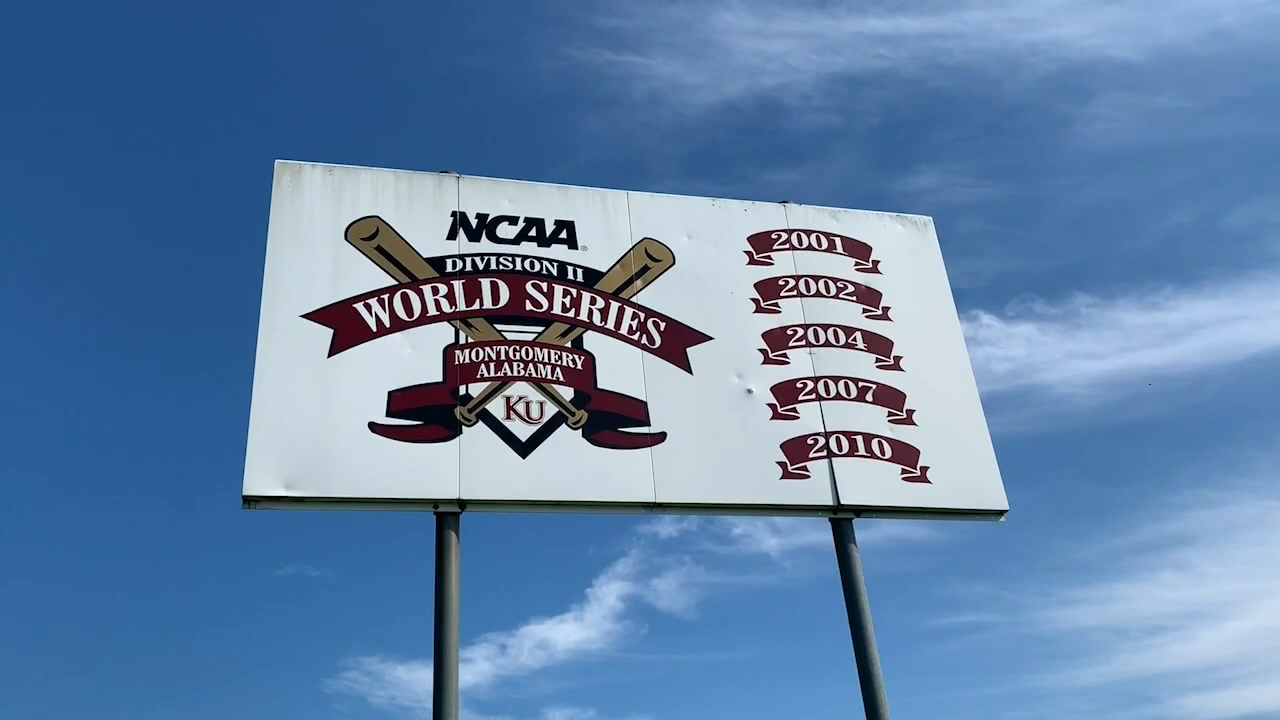 NCAA
DIVISION II
WORLD SERIES
MONTGOMERY
ALABAMA
KU
2001
2002
2004
2007
2010